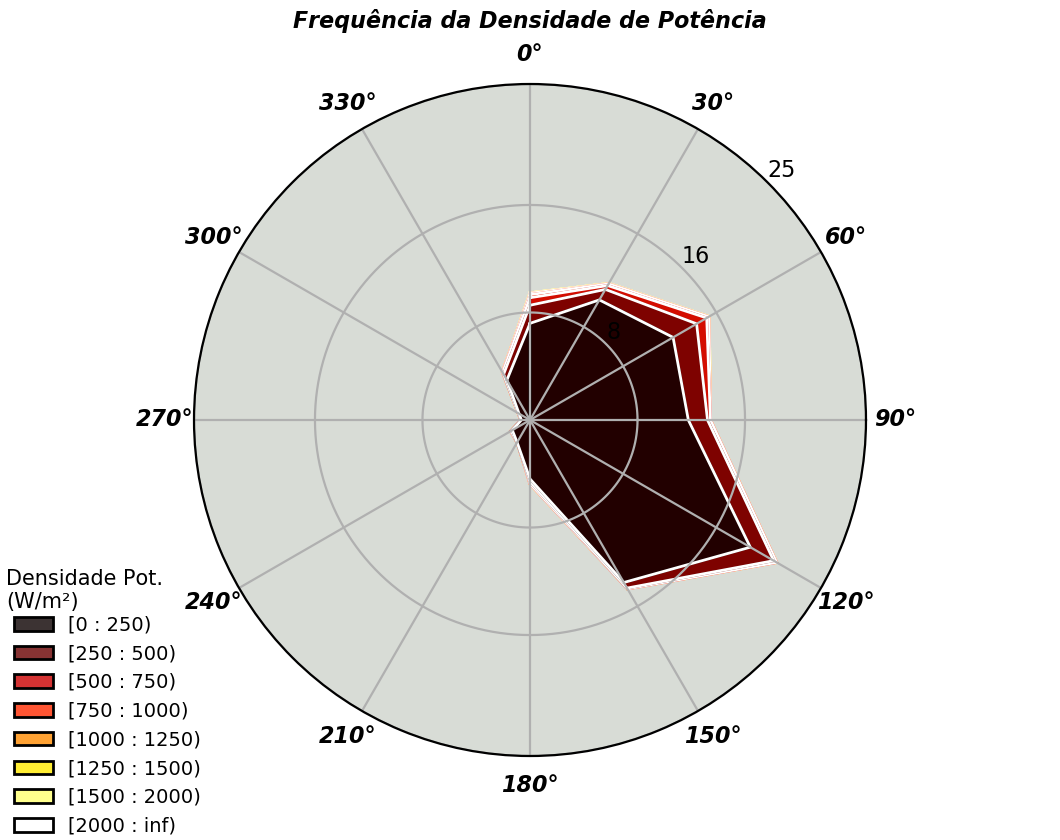 Frequência da Densidade de Potência
0°
330°
30°
25
300°
60°
16
8
270°
90°
Densidade Pot.
(W/m²)
240°
120°
[0 : 250)
[250 : 500)
[500 : 750)
[750 : 1000)
210°
150°
[1000 : 1250)
[1250 : 1500)
180°
[1500 : 2000)
[2000 : inf)